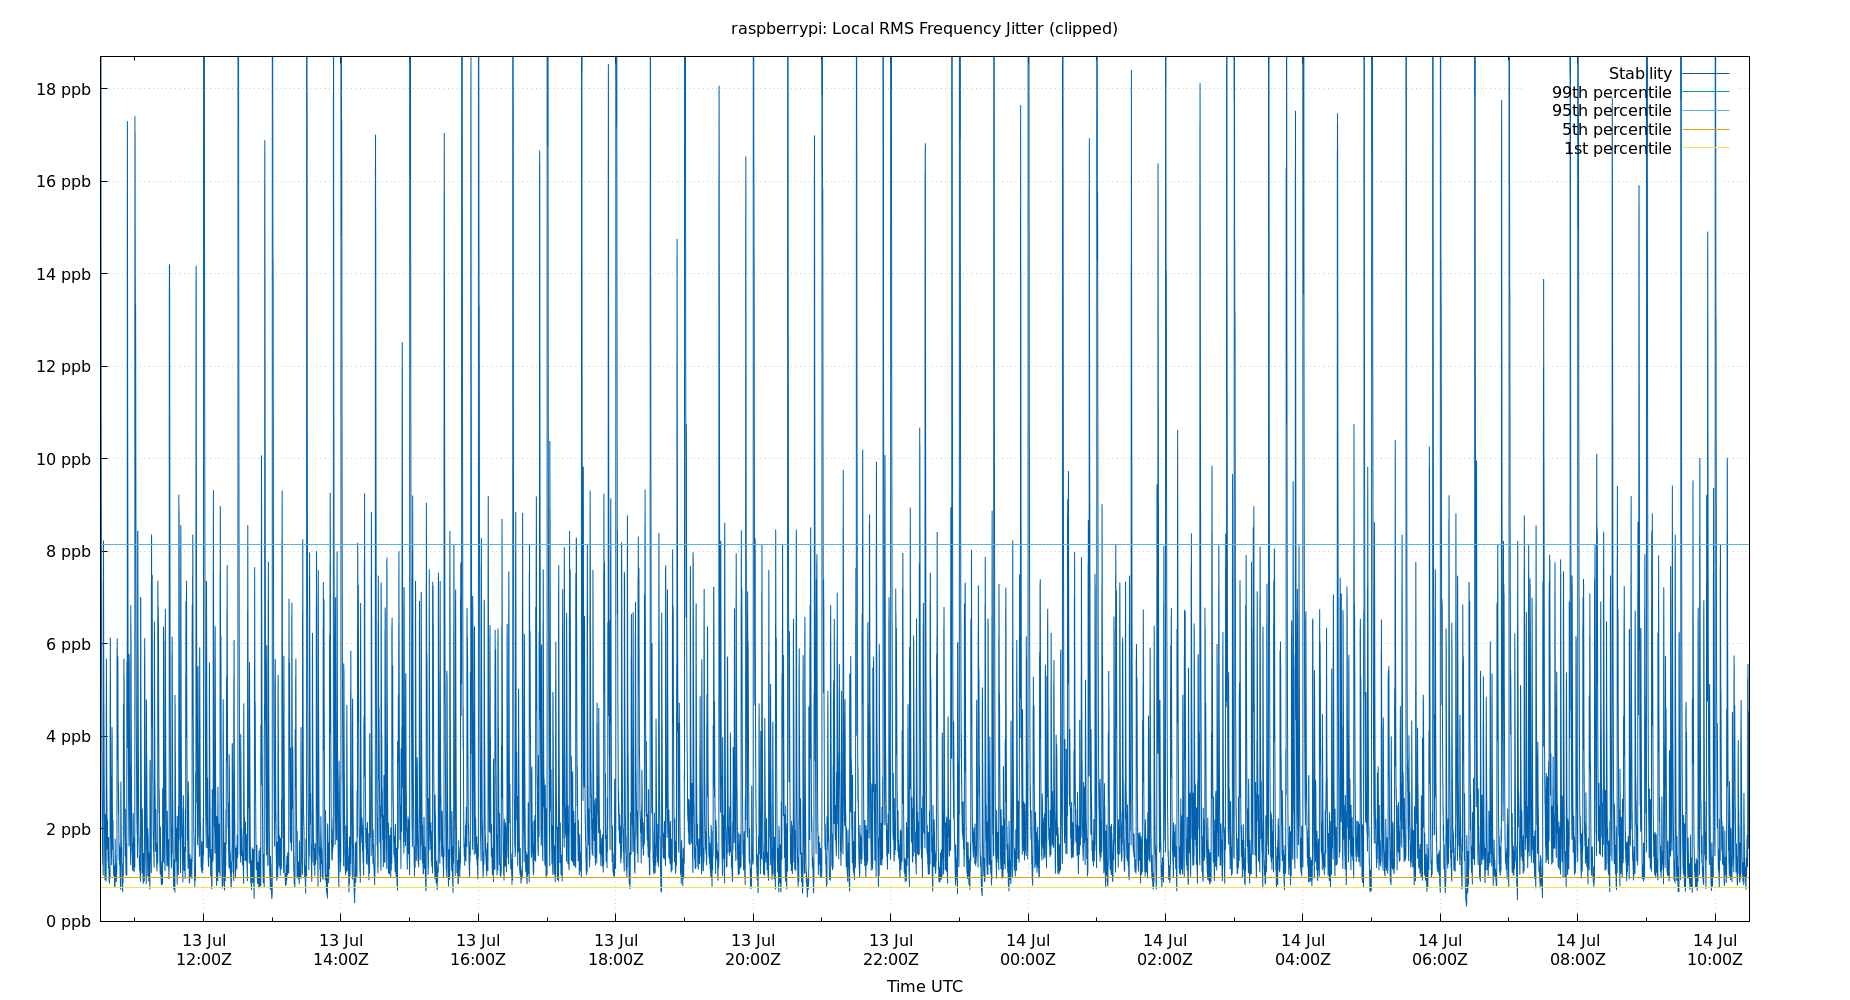 raspberrypi: Local RMS Frequency Jitter (clipped)
18 ppb
16 ppb
14 ppb
12 ppb
10 ppb
8 ppb
6 ppb
4 ppb
2 ppb
0 ppb
Stability
99th percentile
95th percentile
5th percentile
1st percentile
13 Jul
12:00Z
13 Jul
14:00Z
13 Jul
16:00Z
13 Jul
18:00Z
13 Jul
20:00Z
13 Jul
22:00Z
14 Jul
00:00Z
14 Jul
02:00Z
14 Jul
04:00Z
14 Jul
06:00Z
14 Jul
08:00Z
14 Jul
10:00Z
Time UTC